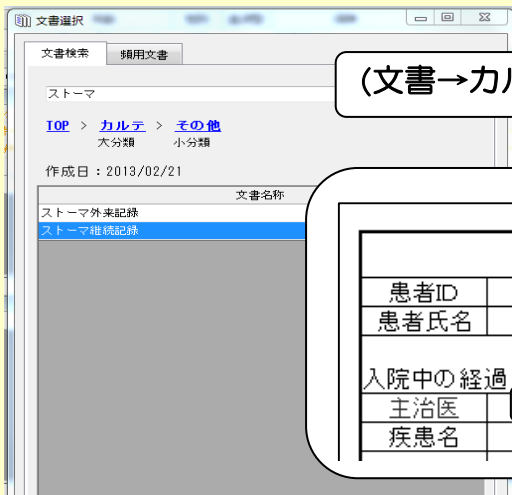 文書選択
文書検索 頻用文書
ストーマ
(文書→カル
TOP > カルテ > その他
大分類 小分類
作成日：2013/02/21
文書名称
ストーマ外来記録
ストーマ継続記録
患者ID
患者氏名
入院中の経過
主治医
疾患名